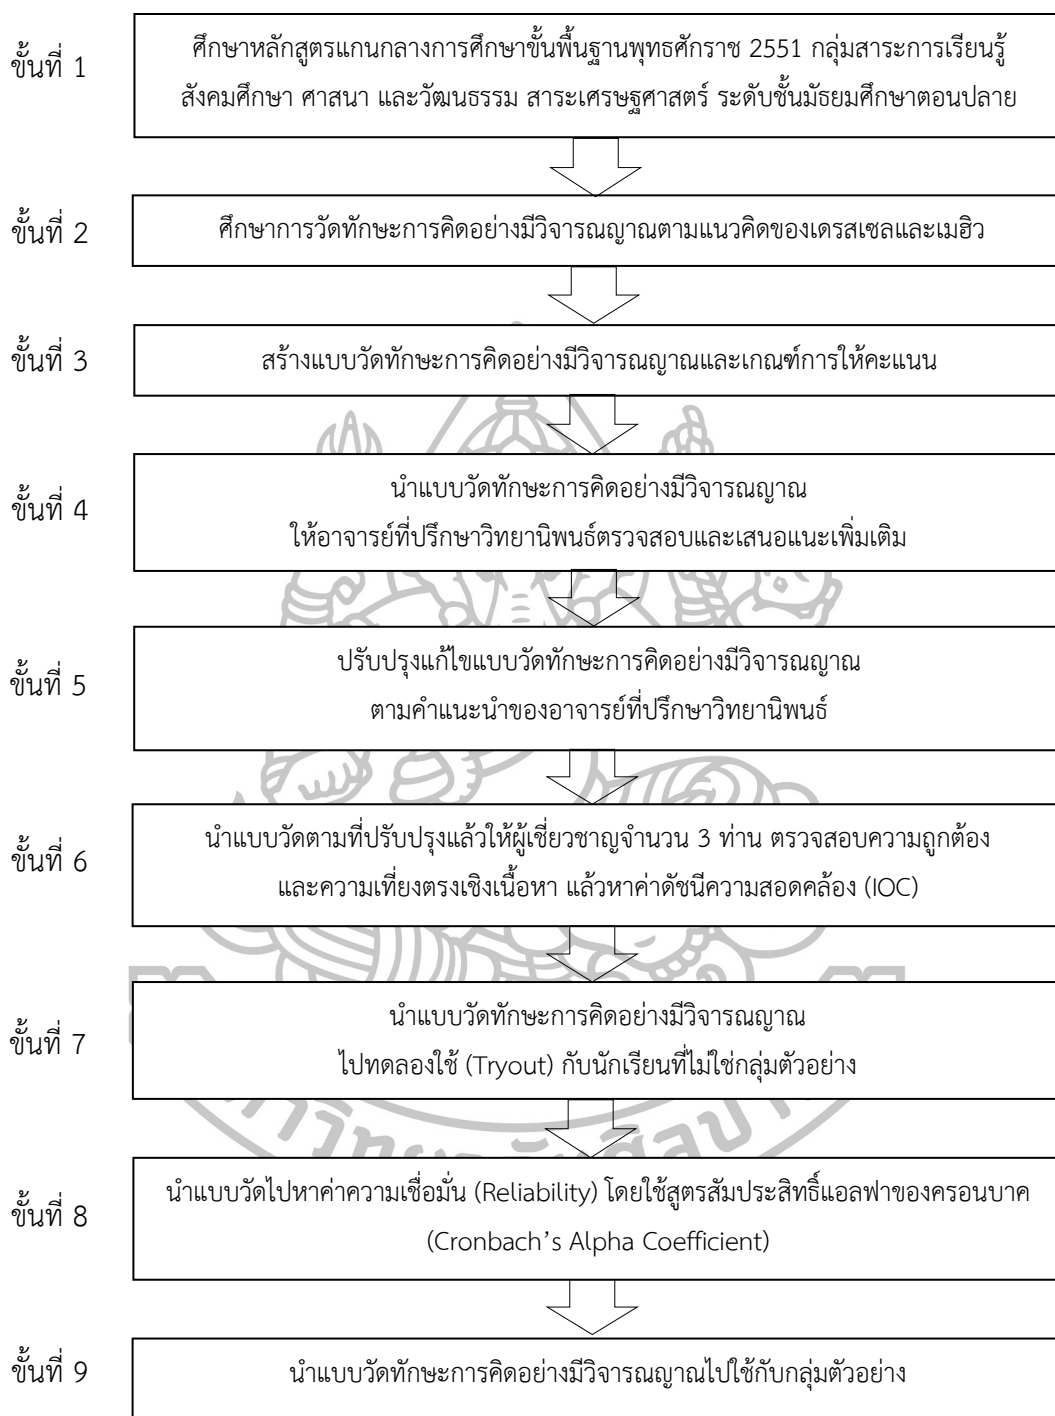 ขั้นที่ 1
ศึกษาหลักสูตรแกนกลางการศึกษาขั้นพื้นฐานพุทธศักราช 2551 กลุ่มสาระการเรียนรู้
สังคมศึกษา ศาสนา และวัฒนธรรม สาระเศรษฐศาสตร์ ระดับชั้นมัธยมศึกษาตอนปลาย
ขั้นที่ 2
ศึกษาการวัดทักษะการคิดอย่างมีวิจารณญาณตามแนวคิดของเดรสเซลและเมฮิว
ขั้นที่ 3
สร้างแบบวัดทักษะการคิดอย่างมีวิจารณญาณและเกณฑ์การให้คะแนน
ขั้นที่ 4
นำแบบวัดทักษะการคิดอย่างมีวิจารณญาณ
ให้อาจารย์ที่ปรึกษาวิทยานิพนธ์ตรวจสอบและเสนอแนะเพิ่มเติม
ขั้นที่ 5
ปรับปรุงแก้ไขแบบวัดทักษะการคิดอย่างมีวิจารณญาณ
ตามคำแนะนำของอาจารย์ที่ปรึกษาวิทยานิพนธ์
ขั้นที่ 6
นำแบบวัดตามที่ปรับปรุงแล้วให้ผู้เชี่ยวชาญจำนวน 3 ท่าน ตรวจสอบความถูกต้อง
และความเที่ยงตรงเชิงเนื้อหา แล้วหาค่าดัชนีความสอดคล้อง (IOC)
ขั้นที่ 7
นำแบบวัดทักษะการคิดอย่างมีวิจารณญาณ
ไปทดลองใช้ (Tryout) กับนักเรียนที่ไม่ใช่กลุ่มตัวอย่าง
ขั้นที่ 8
นำแบบวัดไปหาค่าความเชื่อมั่น (Reliability) โดยใช้สูตรสัมประสิทธิ์แอลฟาของครอนบาค
(Cronbach’s Alpha Coefficient)
ขั้นที่ 9
นำแบบวัดทักษะการคิดอย่างมีวิจารณญาณไปใช้กับกลุ่มตัวอย่าง